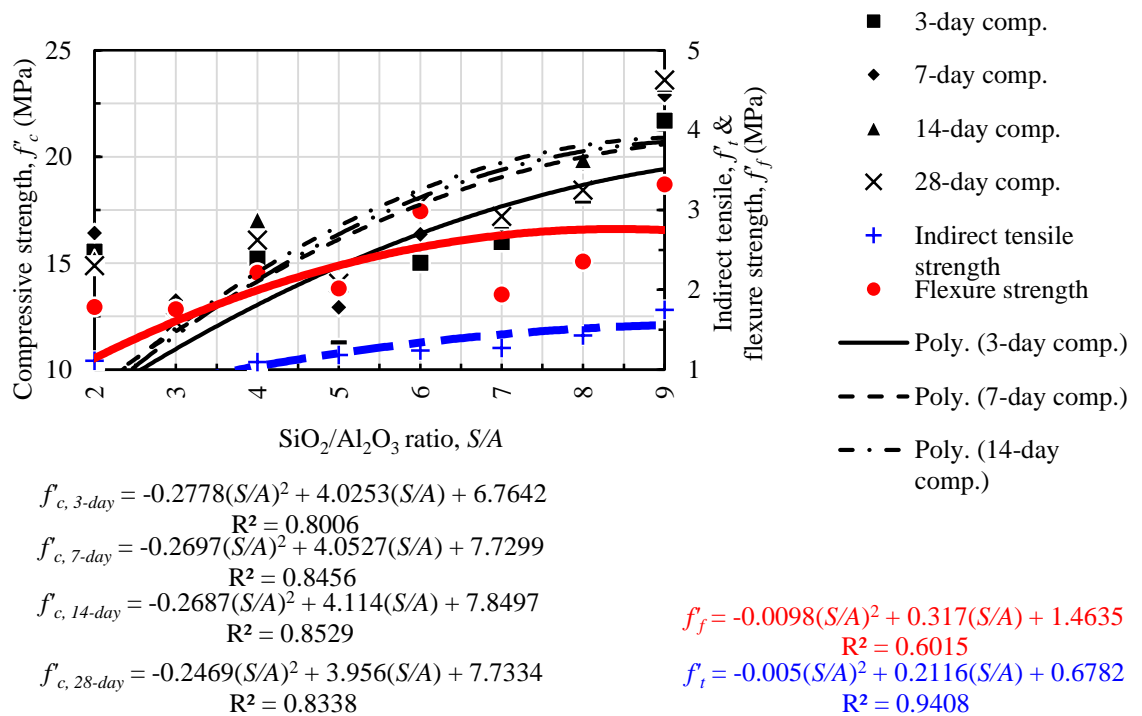 25
20
15
10
Compressive strength, f'c (MPa)
5
4
3
2
1
Indirect tensile, f't &
flexure strength, f'f (MPa)
2
3
4
5
6
7
8
9
SiO₂/Al₂O₃ ratio, S/A
3-day comp.
7-day comp.
14-day comp.
28-day comp.
Indirect tensile
strength
Flexure strength
Poly. (3-day comp.)
Poly. (7-day comp.)
Poly. (14-day
comp.)
f'c, 3-day = -0.2778(S/A)² + 4.0253(S/A) + 6.7642
R² = 0.8006
f'c, 7-day = -0.2697(S/A)² + 4.0527(S/A) + 7.7299
R² = 0.8456
f'c, 14-day = -0.2687(S/A)² + 4.114(S/A) + 7.8497
R² = 0.8529
f'c, 28-day = -0.2469(S/A)² + 3.956(S/A) + 7.7334
R² = 0.8338
f'f = -0.0098(S/A)² + 0.317(S/A) + 1.4635
R² = 0.6015
f't = -0.005(S/A)² + 0.2116(S/A) + 0.6782
R² = 0.9408